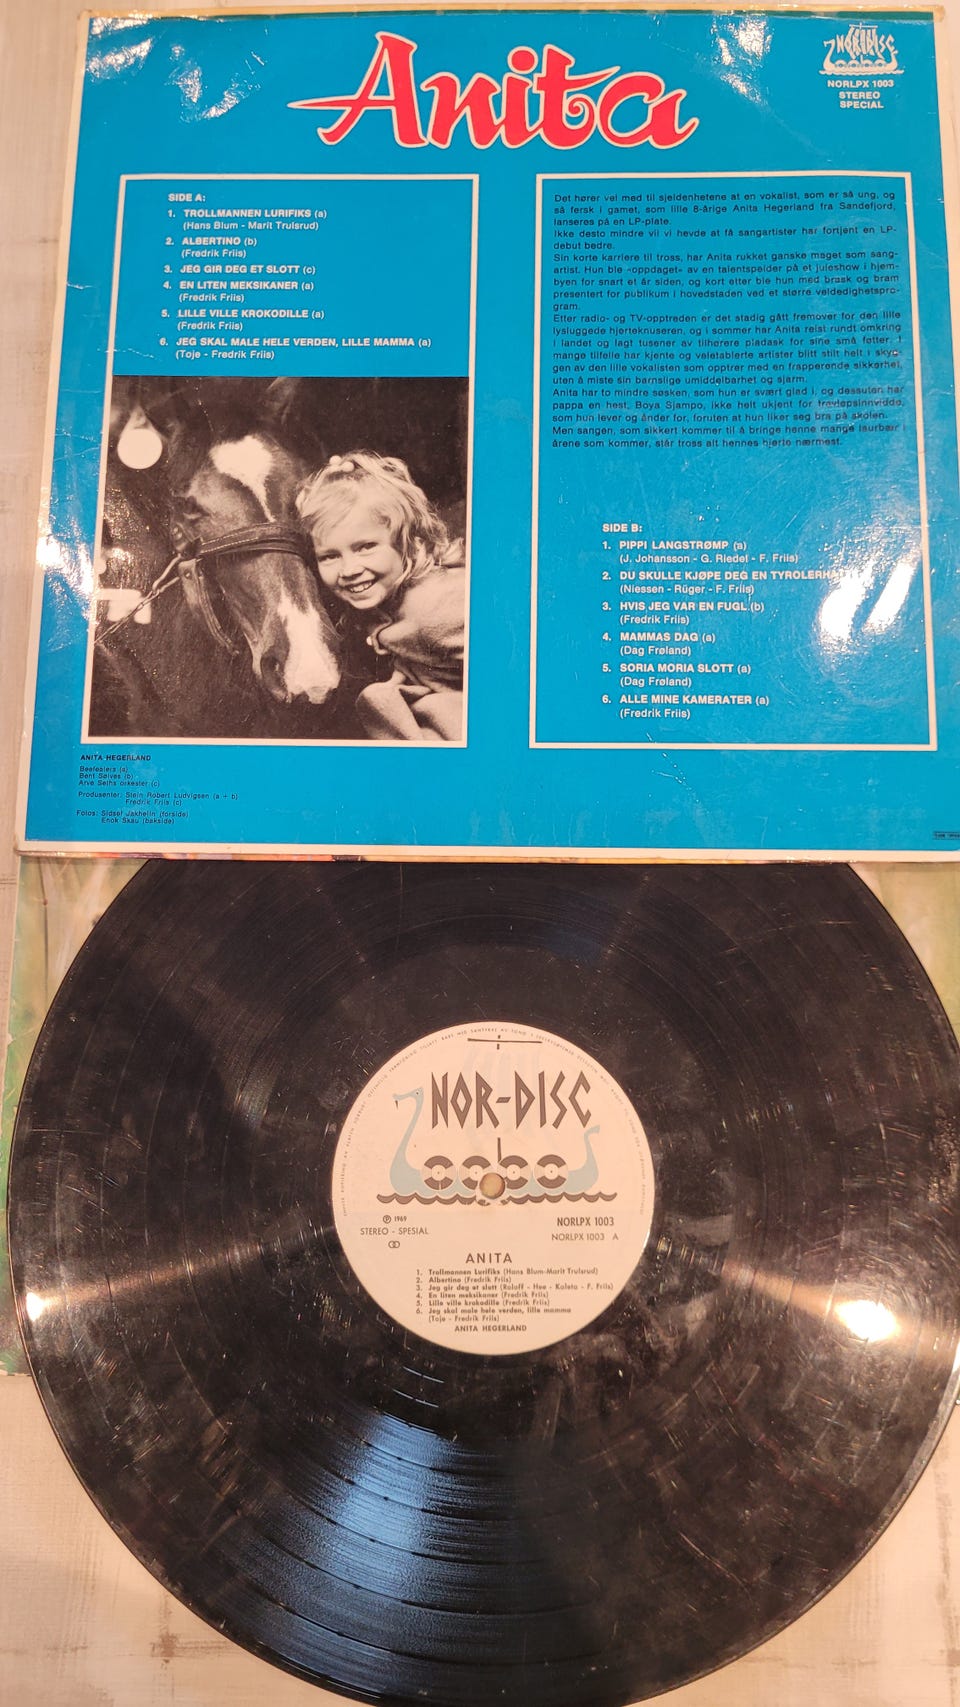 Anita
NOR-DISC
NORLPX 1003
STEREO
SPECIAL
SIDE A:
1. TROLLMANNEN LURIFIKS (a)
(Hans Blum - Marit Trulsrud)
2. ALBERTINO (b)
(Fredrik Friis)
3. JEG GIR DEG ET SLOTT (c)
4. EN LITEN MEKSIKANER (a)
(Fredrik Friis)
5. LILLE VILLE KROKODILLE (a)
(Fredrik Friis)
6. JEG SKAL MALE HELE VERDEN, LILLE MAMMA (a)
(Toje - Fredrik Friis)
Det hører vel med til sjeldenhetene at en vokalist, som er så ung, og
så fersk i gamet, som lille 8-årige Anita Hegerland fra Sandefjord,
lanseres på en LP-plate.
Ikke desto mindre vil vi hevde at få sangartister har fortjent en LP-
debut bedre.
Sin korte karriere til tross, har Anita rukket ganske meget som sang-
artist. Hun ble «oppdaget» av en talentspeider på et juleshow i hjem-
byen for snart et år siden, og kort etter ble hun med brask og bram
presentert for publikum i hovedstaden ved et større veldedighetspro-
gram.
Etter radio- og TV-opptreden er det stadig gått fremover for den lille
lysluggede hjerteknuseren, og i sommer har Anita reist rundt omkring
i landet og lagt tusener av tilhørere pladask for sine små føtter. I
mange tilfelle har kjente og veletablerte artister blitt stilt helt i skyg-
gen av den lille vokalisten som opptrer med en frapperende sikkerhet,
uten å miste sin barnslige umiddelbarhet og sjarm.
Anita har to mindre søsken, som hun er svært glad i, og dessuten har
pappa en hest, Boya Sjampo, ikke helt ukjent for travløpsinnvidde,
som hun lever og ånder for, foruten at hun liker seg bra på skolen.
Men sangen, som sikkert kommer til å bringe henne mange laurbær i
årene som kommer, står tross alt hennes hjerte nærmest.
SIDE B:
1. PIPPI LANGSTRØMP (a)
(J. Johansson - G. Riedel - F. Friis)
2. DU SKULLE KJØPE DEG EN
(Niessen - Rüger - F. Friis)
3. HVIS JEG VAR EN FUGL (b)
(Fredrik Friis)
4. MAMMAS DAG (a)
(Dag Frøland)
5. SORIA MORIA SLOTT (a)
(Dag Frøland)
6. ALLE MINE KAMERATER (a)
(Fredrik Friis)
ANITA HEGERLAND
Beefeaters (a)
Bent Sølves (b)
Arve Seihs orkester (c)
Produsenter: Stein Robert Ludvigsen (a + b)
Fredrik Friis (c)
Fotos: Sidsel Jakhelln (forside)
Enok Skau (bakside)
NOR-DISC
Ⓟ 1969
STEREO - SPESIAL
NORLPX 1003
NORLPX 1003 A
ANITA
1. Trollmannen Lurifiks (Hans Blum-Marit Trulsrud)
2. Albertino (Fredrik Friis)
3. Jeg gir deg et slott (Roloff - Hee - Kaleta - F. Friis)
4. En liten meksikaner (Fredrik Friis)
5. Lille ville krokodille (Fredrik Friis)
6. Jeg skal male hele verden, lille mamma
(Toje - Fredrik Friis)
ANITA HEGERLAND